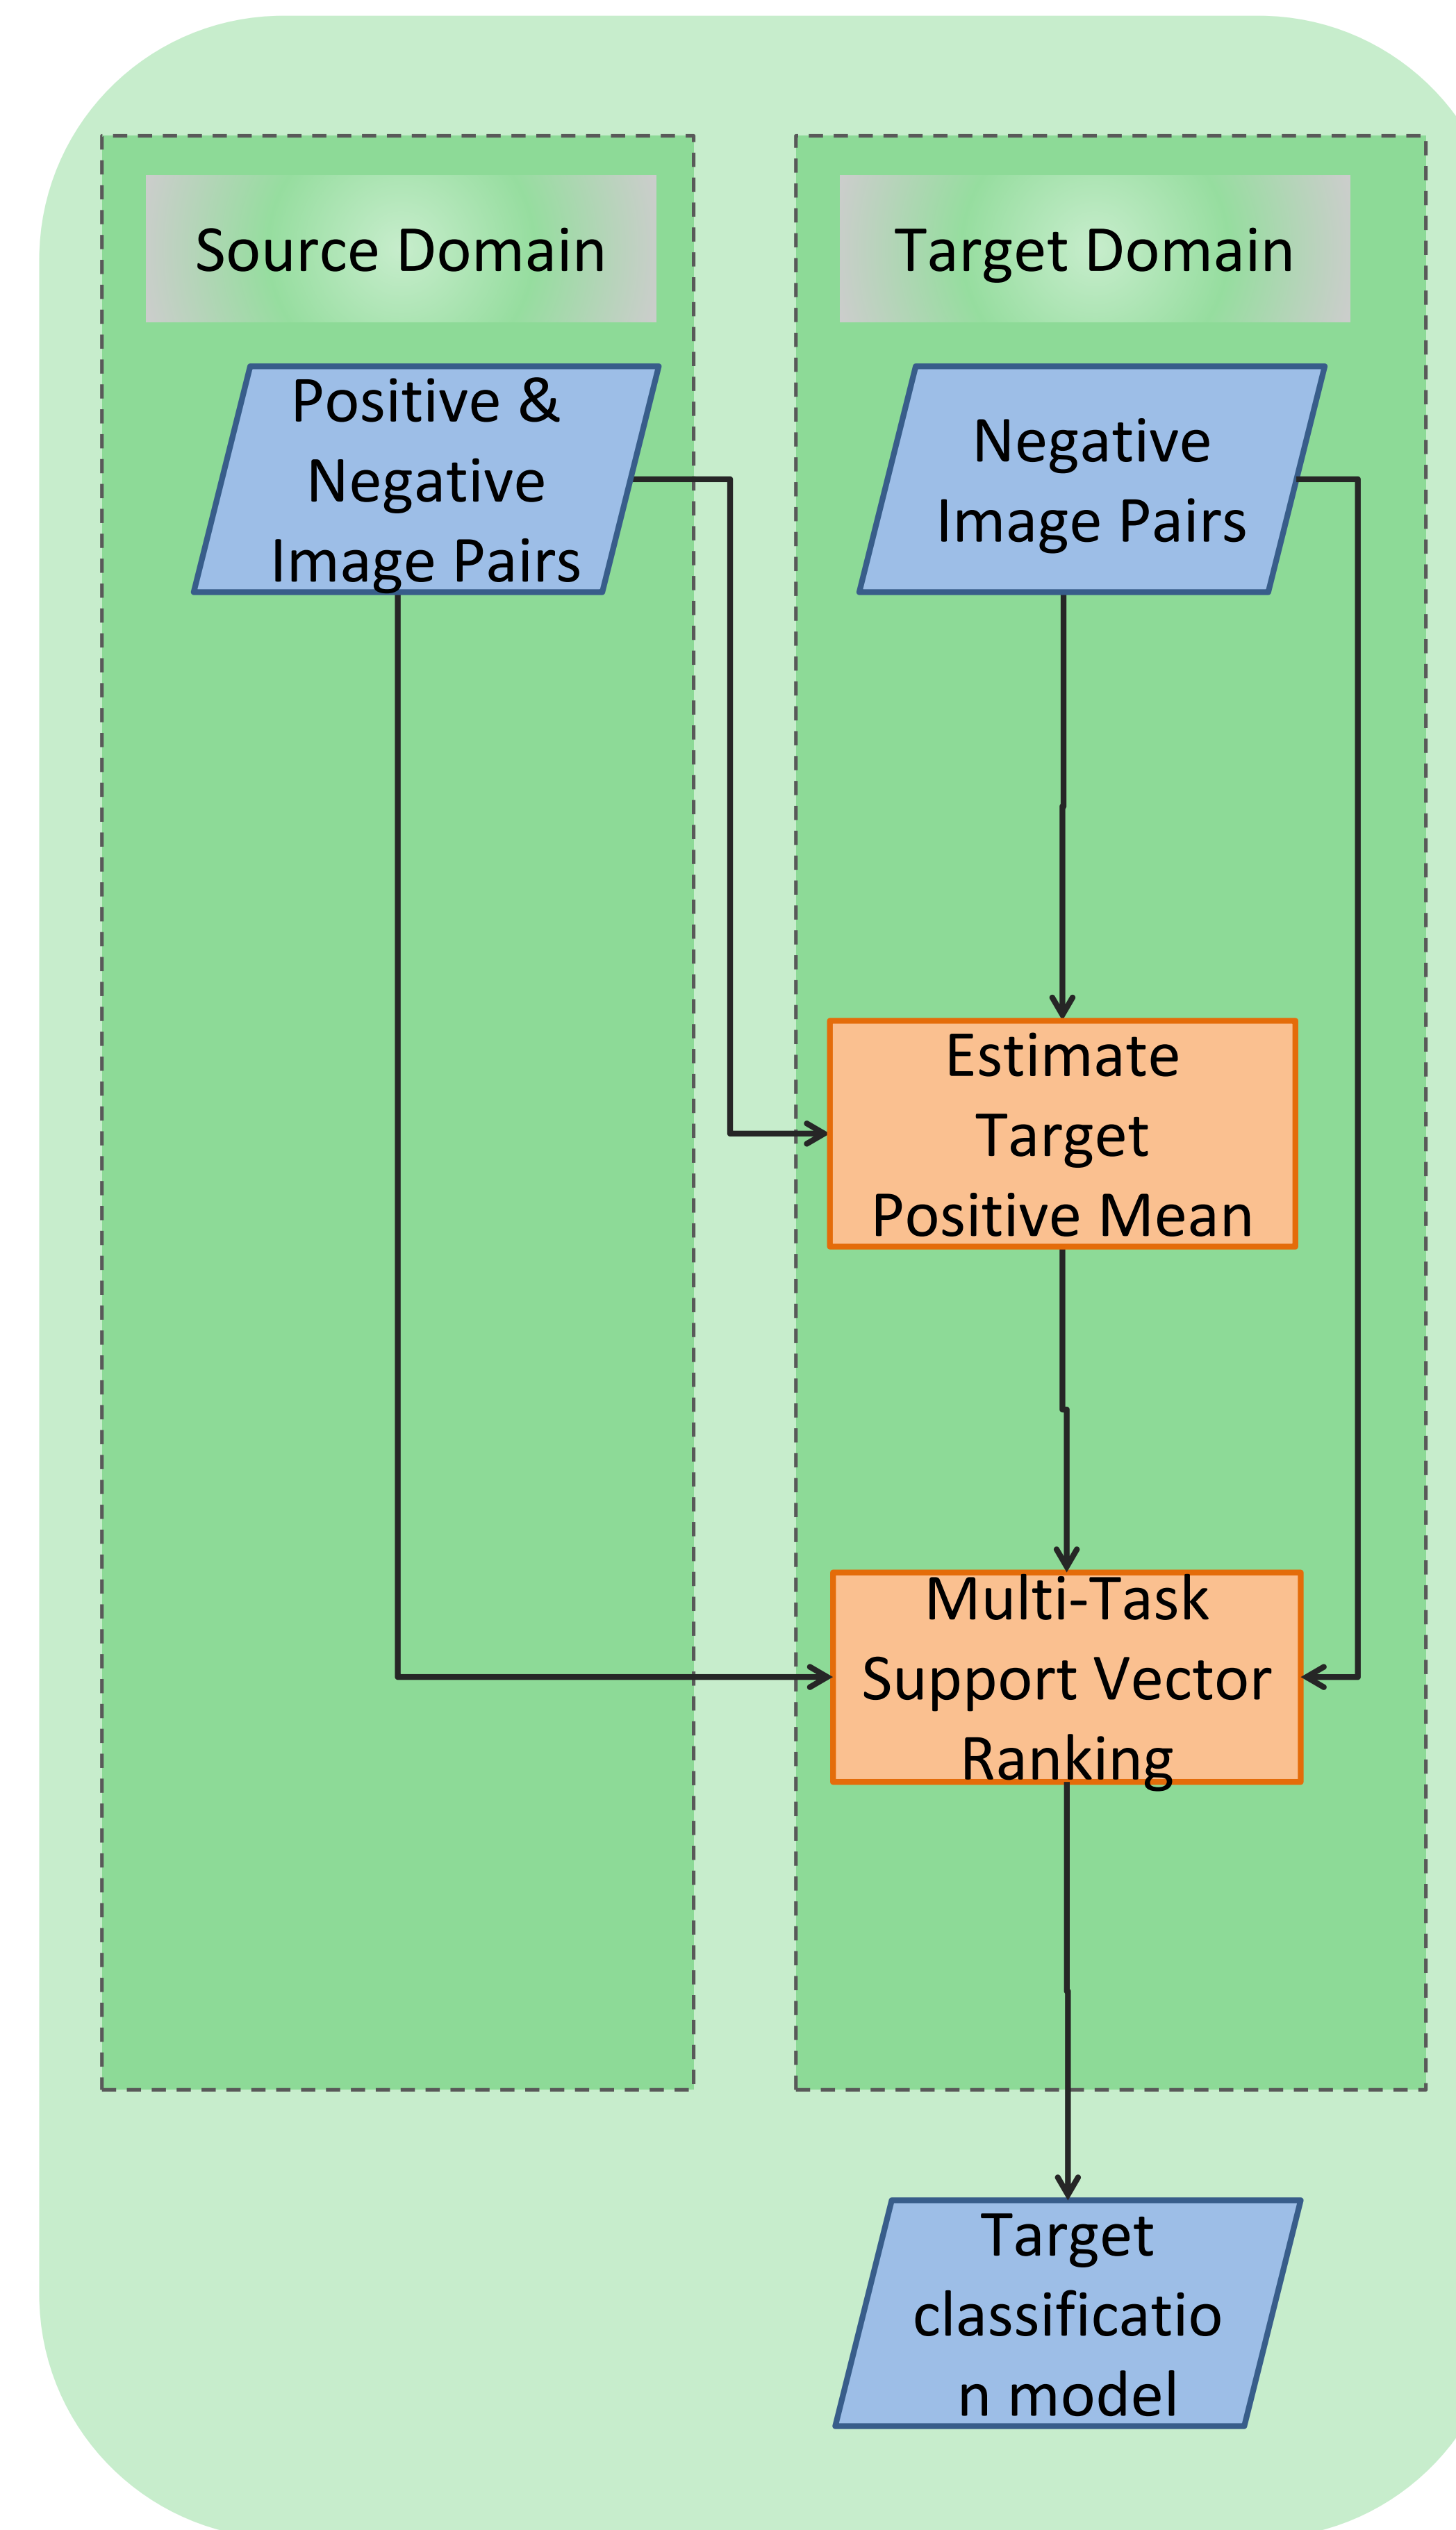 Source Domain
Target Domain
Positive &
Negative
Image Pairs
Negative
Image Pairs
Estimate
Target
Positive Mean
Multi-Task
Support Vector
Ranking
Target
classificatio
n model